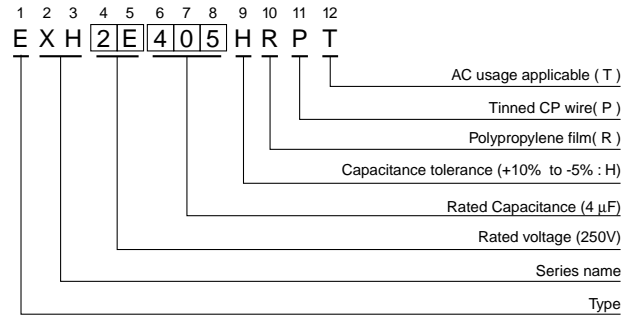 1 2 3 4 5 6 7 8 9 10 11 12
E X H 2 E 4 0 5 H R P T
AC usage applicable ( T )
Tinned CP wire( P )
Polypropylene film( R )
Capacitance tolerance (+10% to -5% : H)
Rated Capacitance (4 μF)
Rated voltage (250V)
Series name
Type